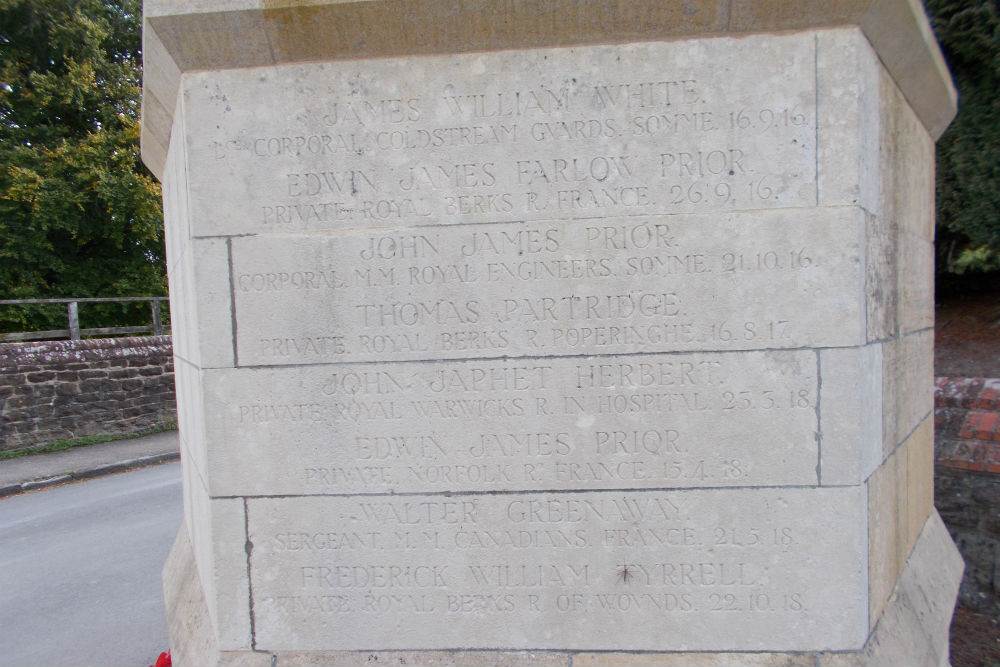 JAMES WILLIAM WHITE.
L/CE CORPORAL, COLDSTREAM GVARDS. SOMME. 16.9.16.
EDWIN JAMES FARLOW PRIOR.
PRIVATE, ROYAL BERKS R. FRANCE. 26.9.16.
JOHN JAMES PRIOR.
CORPORAL, M.M. ROYAL ENGINEERS. SOMME. 21.10.16.
THOMAS PARTRIDGE.
PRIVATE, ROYAL BERKS R. POPERINGHE. 16.8.17.
JOHN JAPHET HERBERT.
PRIVATE, ROYAL WARWICKS R. IN HOSPITAL, 23.3.18.
EDWIN JAMES PRIOR.
PRIVATE, NORFOLK R. FRANCE. 15.4.18.
WALTER GREENAWAY.
SERGEANT, M.M. CANADIANS. FRANCE. 21.5.18.
FREDERICK WILLIAM TYRRELL.
PRIVATE, ROYAL BERKS R. OF WOVNDS. 22.10.18.